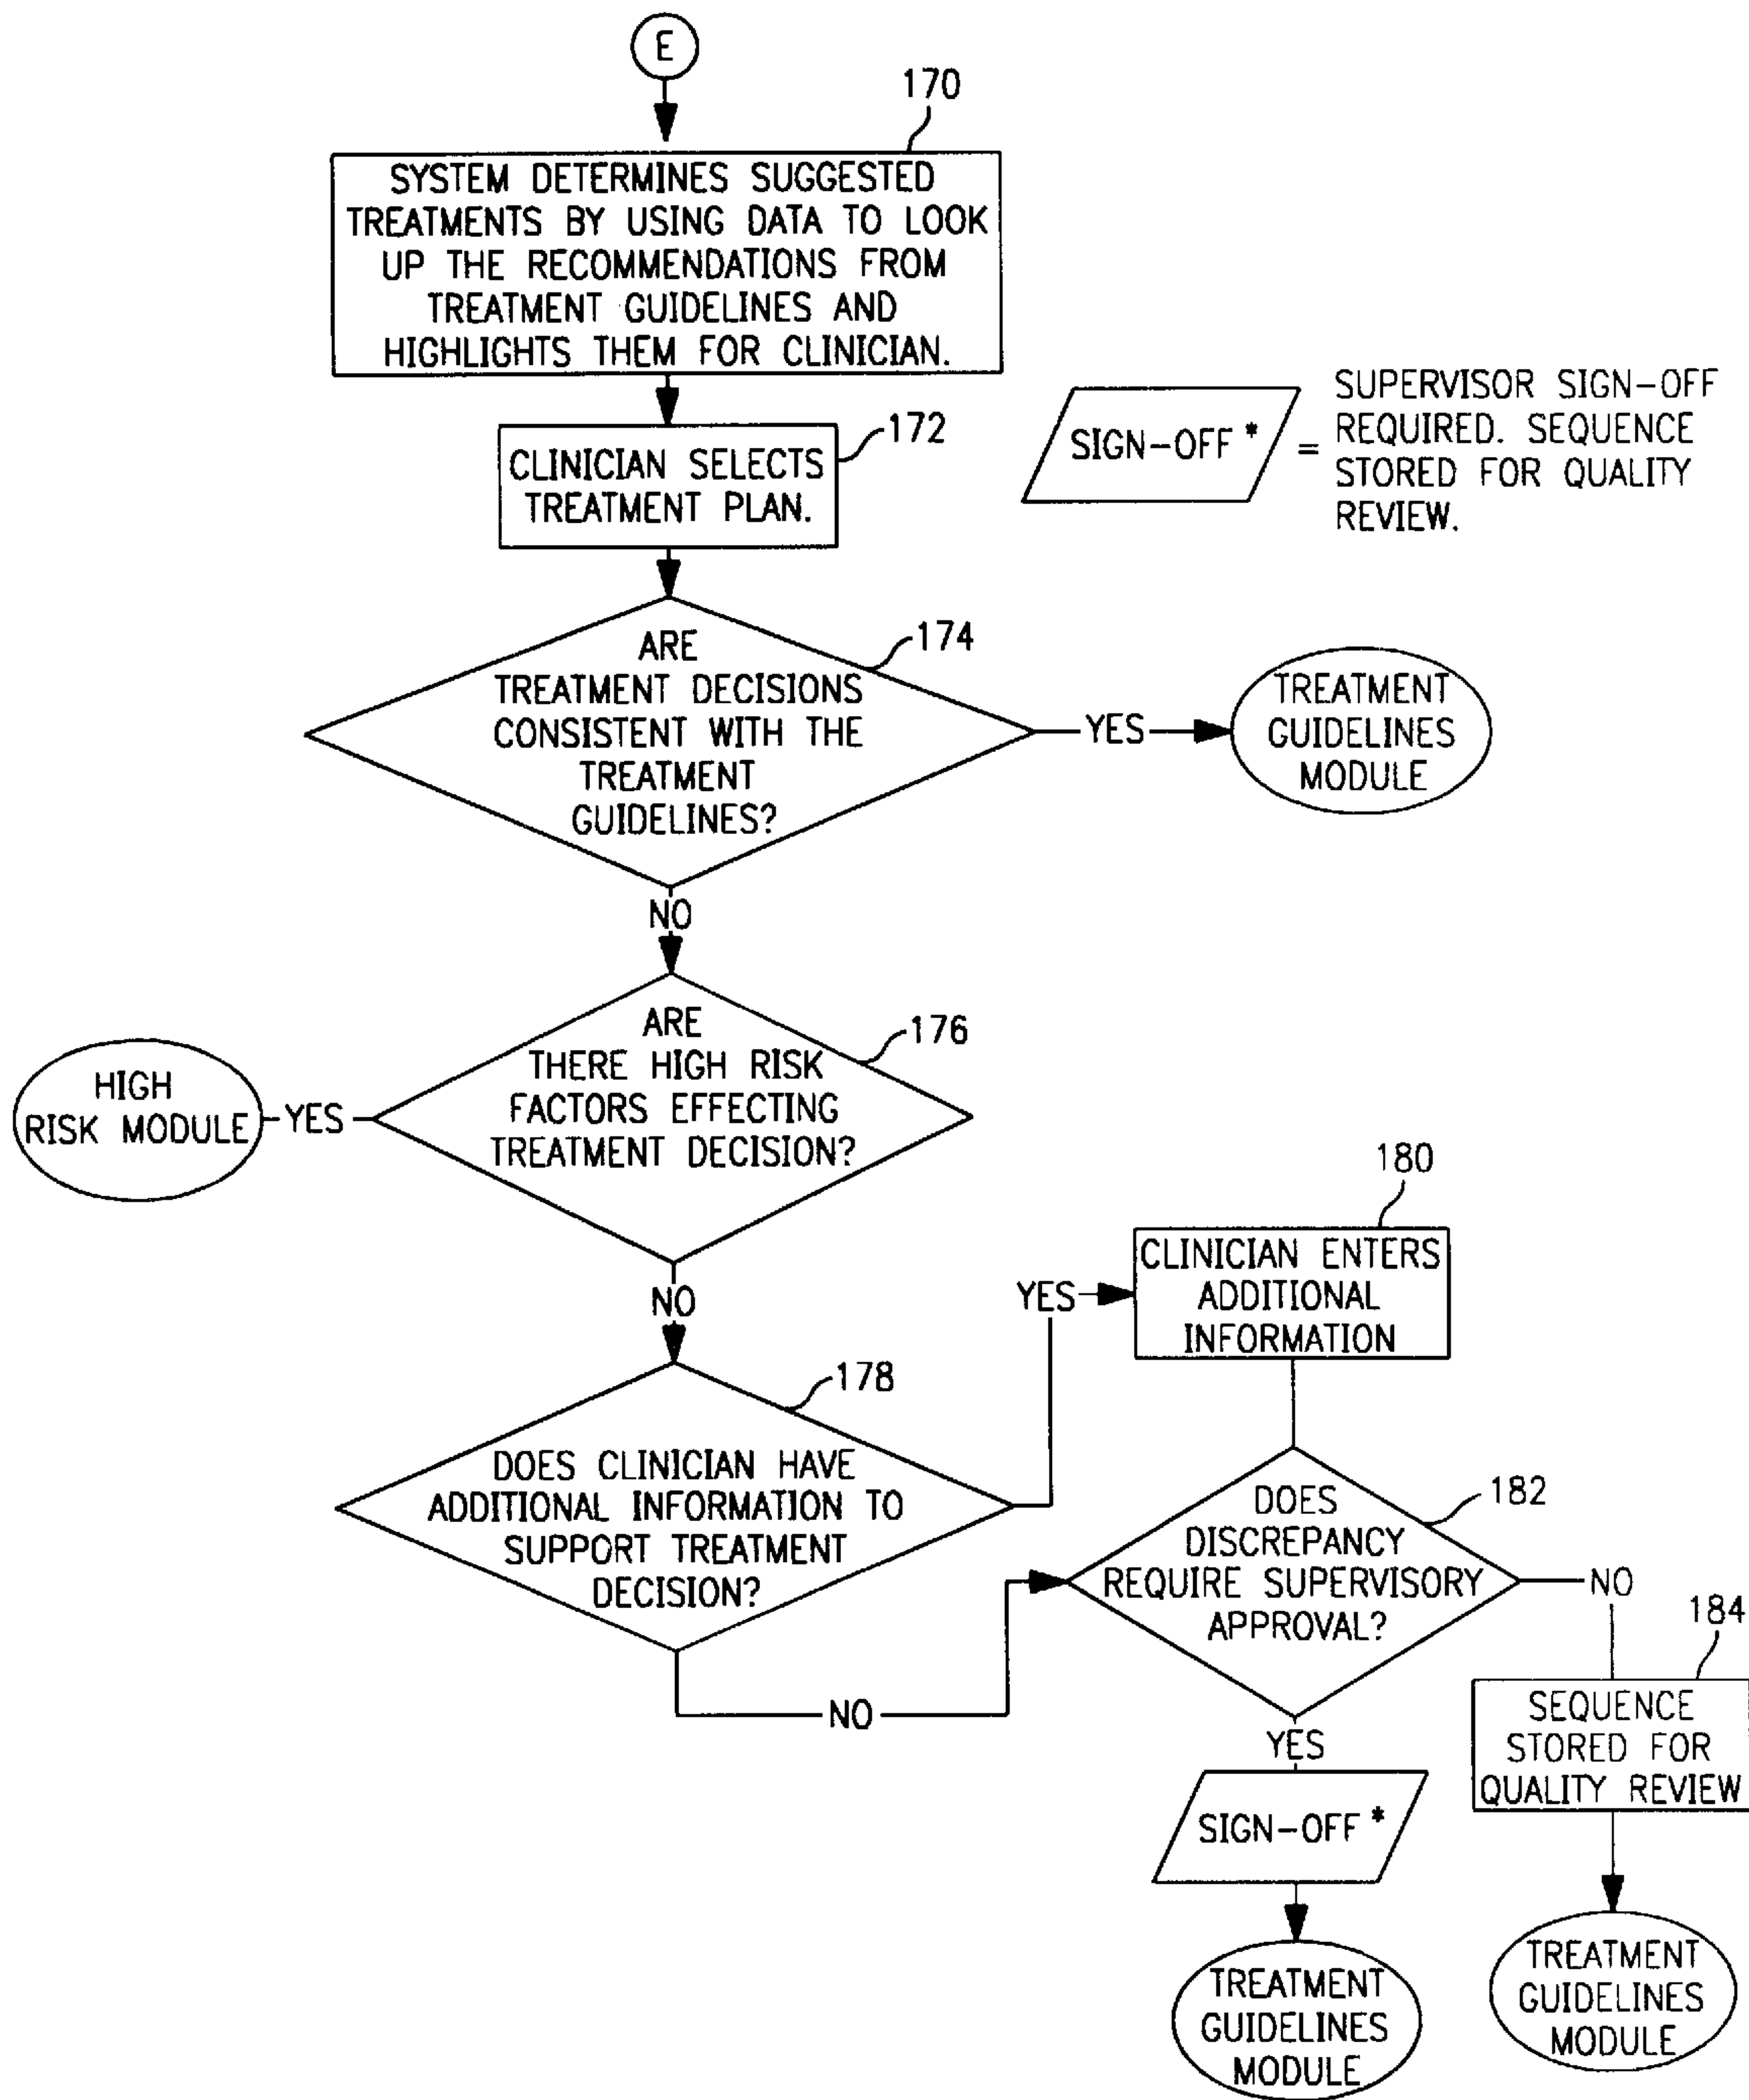 E
170
SYSTEM DETERMINES SUGGESTED
TREATMENTS BY USING DATA TO LOOK
UP THE RECOMMENDATIONS FROM
TREATMENT GUIDELINES AND
HIGHLIGHTS THEM FOR CLINICIAN.
SIGN-OFF *
=
SUPERVISOR SIGN-OFF
REQUIRED. SEQUENCE
STORED FOR QUALITY
REVIEW.
172
CLINICIAN SELECTS
TREATMENT PLAN.
174
ARE
TREATMENT DECISIONS
CONSISTENT WITH THE
TREATMENT
GUIDELINES?
YES
TREATMENT
GUIDELINES
MODULE
NO
176
ARE
THERE HIGH RISK
FACTORS EFFECTING
TREATMENT DECISION?
YES
HIGH
RISK MODULE
NO
178
DOES CLINICIAN HAVE
ADDITIONAL INFORMATION TO
SUPPORT TREATMENT
DECISION?
YES
180
CLINICIAN ENTERS
ADDITIONAL
INFORMATION
NO
182
DOES
DISCREPANCY
REQUIRE SUPERVISORY
APPROVAL?
NO
184
SEQUENCE
STORED FOR
QUALITY REVIEW
YES
SIGN-OFF *
TREATMENT
GUIDELINES
MODULE
TREATMENT
GUIDELINES
MODULE